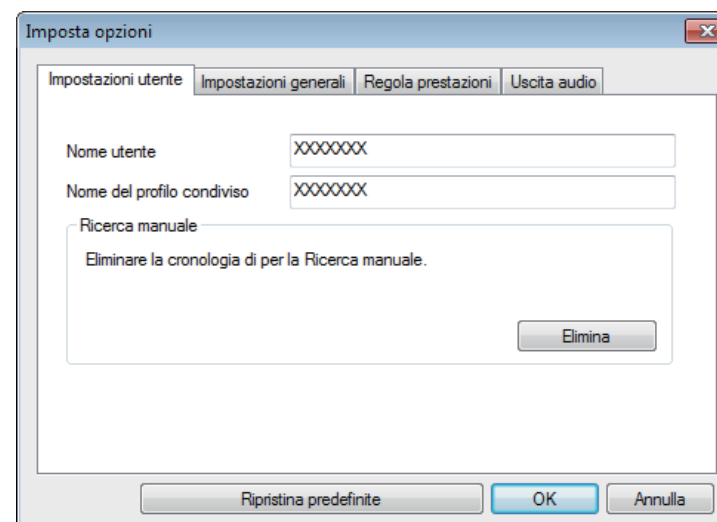 Imposta opzioni
Impostazioni utente Impostazioni generali Regola prestazioni Uscita audio
Nome utente XXXXXXX
Nome del profilo condiviso XXXXXXX
Ricerca manuale
Eliminare la cronologia di per la Ricerca manuale.
Elimina
Ripristina predefinite OK Annulla